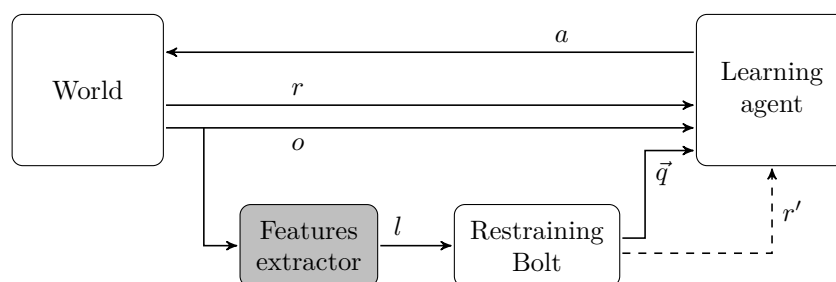 World
a
r
o
Learning
agent
q⃗
r′
Features
extractor
l
Restraining
Bolt